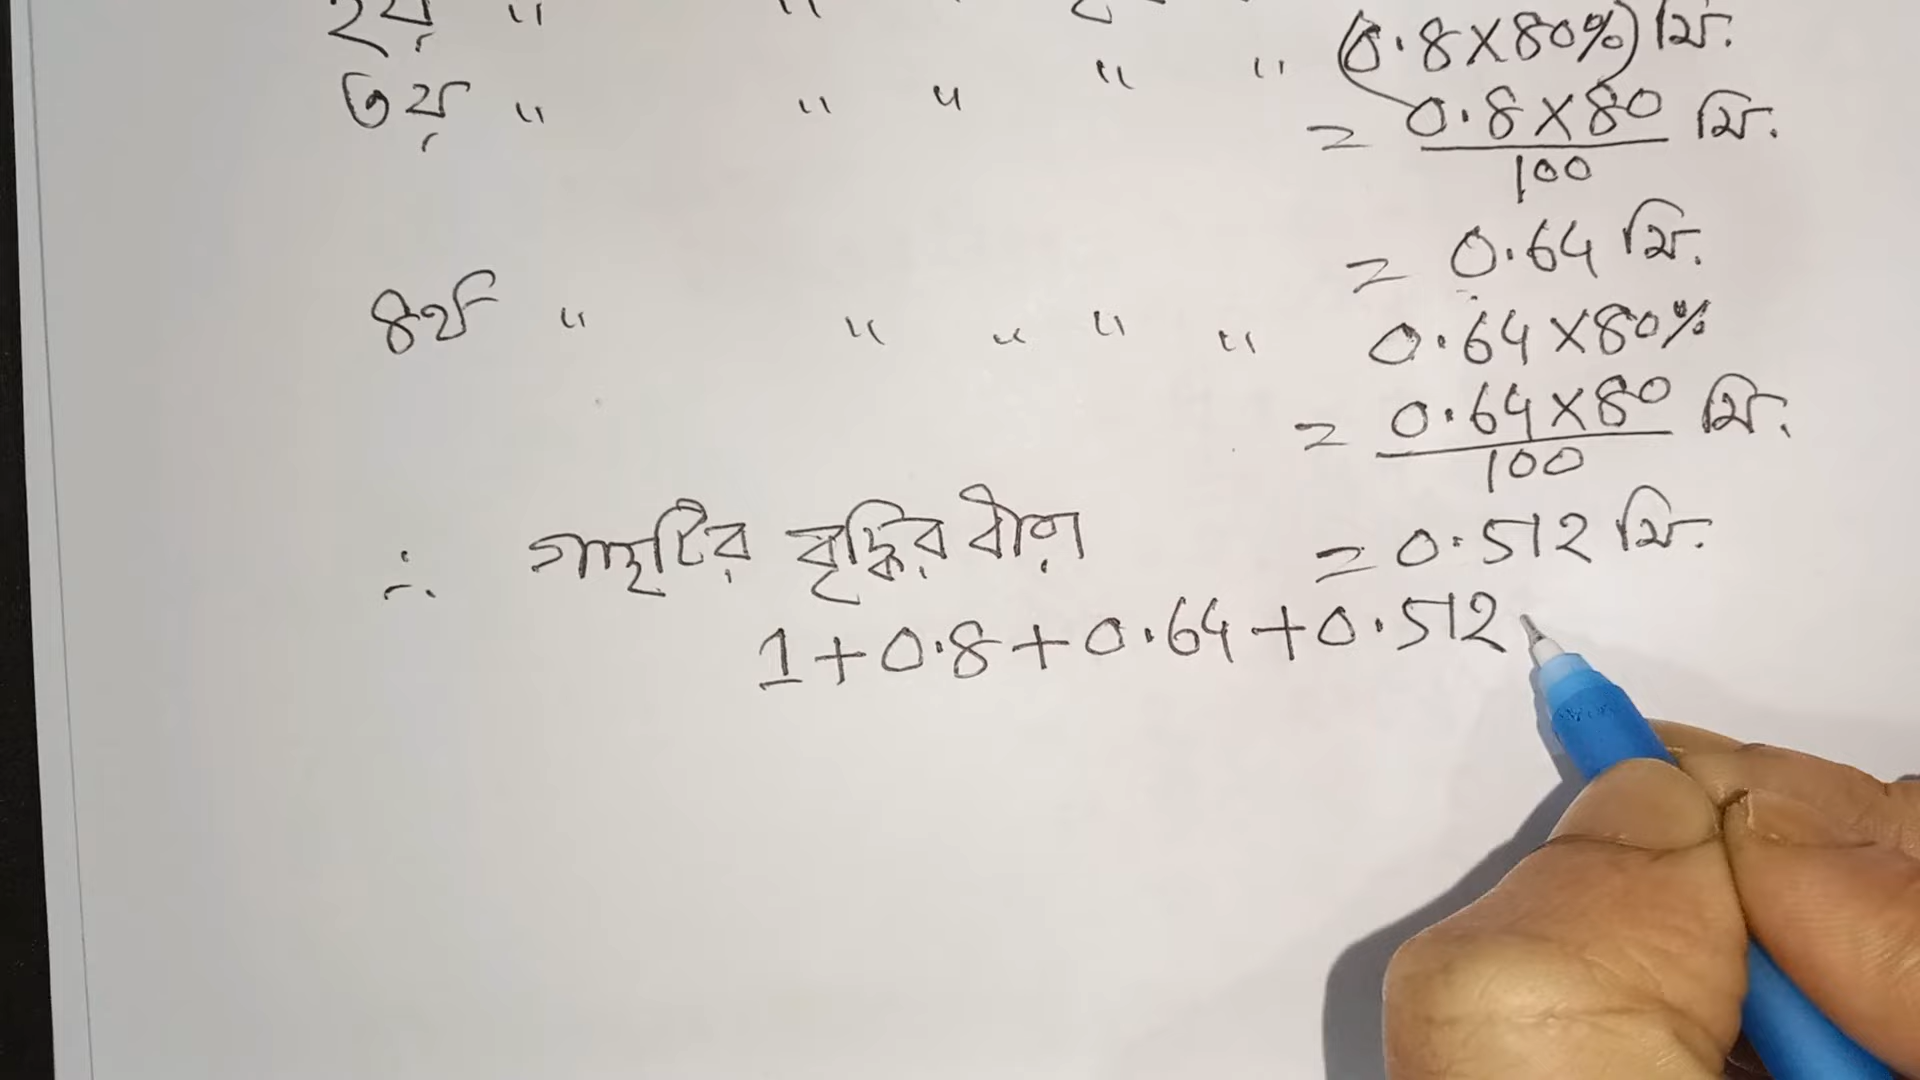 ২য় " " (0.8×80%) মি.
৩য় " " " " "
= 0.8×80/100 মি.
= 0.64 মি.
৪র্থ " " " " " 0.64×80%
= 0.64×80/100 মি.
= 0.512 মি.
∴ গাছটির বৃদ্ধির ধারা
1+0.8+0.64+0.512